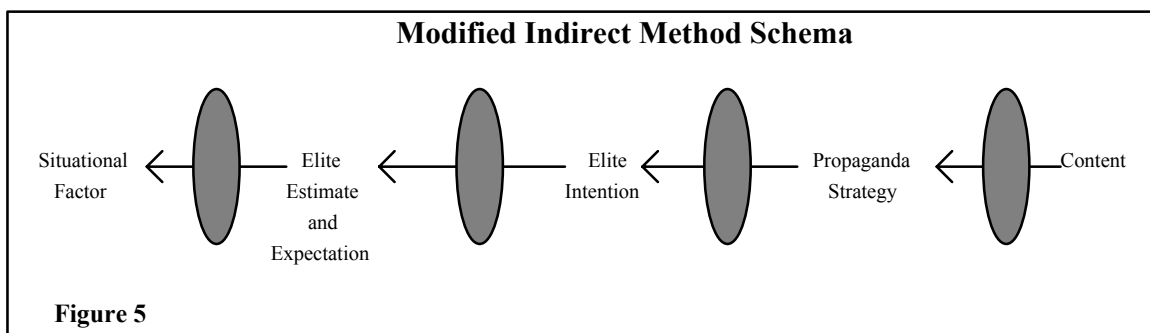 Modified Indirect Method Schema
Situational
Factor
Elite
Estimate
and
Expectation
Elite
Intention
Propaganda
Strategy
Content
Figure 5